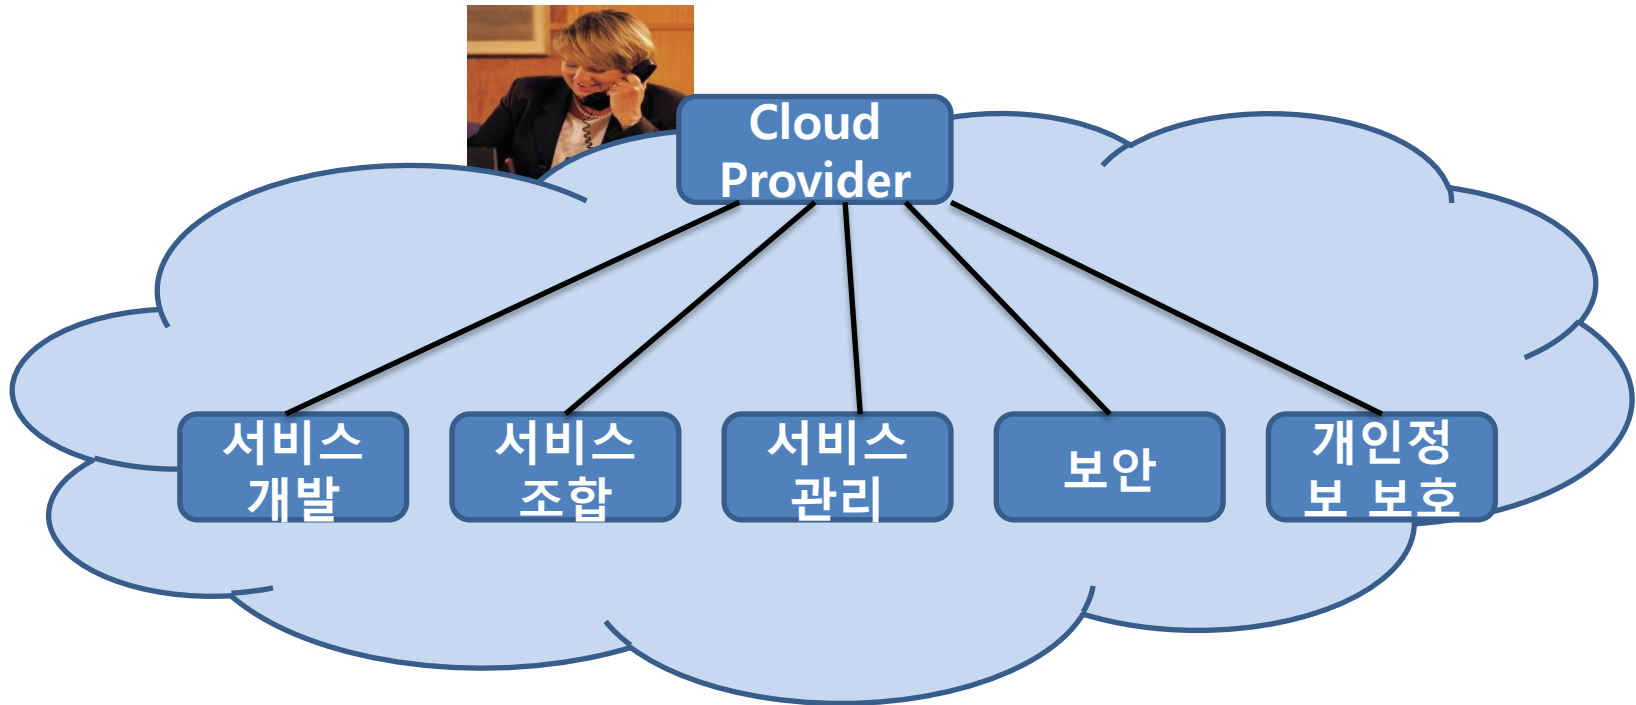 Cloud
Provider
서비스
개발
서비스
조합
서비스
관리
보안
개인정
보 보호